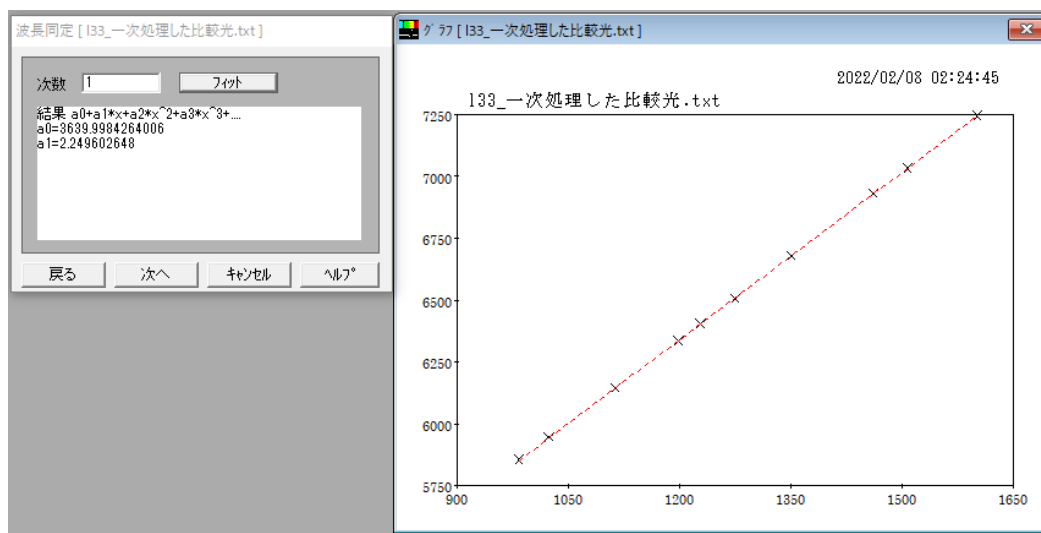 波長同定 [ l33_一次処理した比較光.txt ]
次数 1 フィット
結果 a0+a1*x+a2*x^2+a3*x^3+....
a0=3639.9984264006
a1=2.249602648
戻る 次へ キャンセル ヘルプ
グラフ [ l33_一次処理した比較光.txt ]
2022/02/08 02:24:45
l33_一次処理した比較光.txt
7250
7000
6750
6500
6250
6000
5750
900 1050 1200 1350 1500 1650